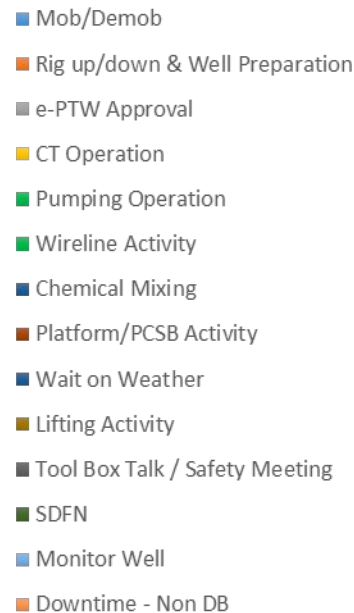 Mob/Demob
Rig up/down & Well Preparation
e-PTW Approval
CT Operation
Pumping Operation
Wireline Activity
Chemical Mixing
Platform/PCSB Activity
Wait on Weather
Lifting Activity
Tool Box Talk / Safety Meeting
SDFN
Monitor Well
Downtime - Non DB